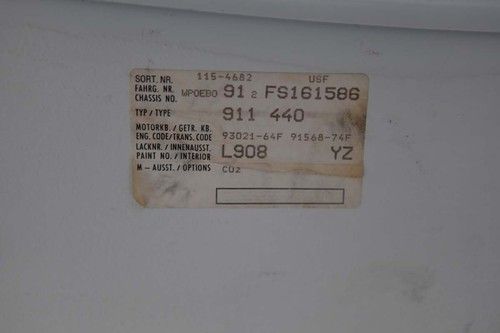 SORT. NR. 115-4682 USF
FAHRG. NR. WPOEBO 91 2 FS161586
CHASSIS NO.
TYP / TYPE 911 440
MOTORKB. / GETR. KB. 93021-64F 91568-74F
ENG. CODE/TRANS. CODE
LACKNR. / INNENAUSST. L908 YZ
PAINT NO. / INTERIOR
M - AUSST. / OPTIONS C02